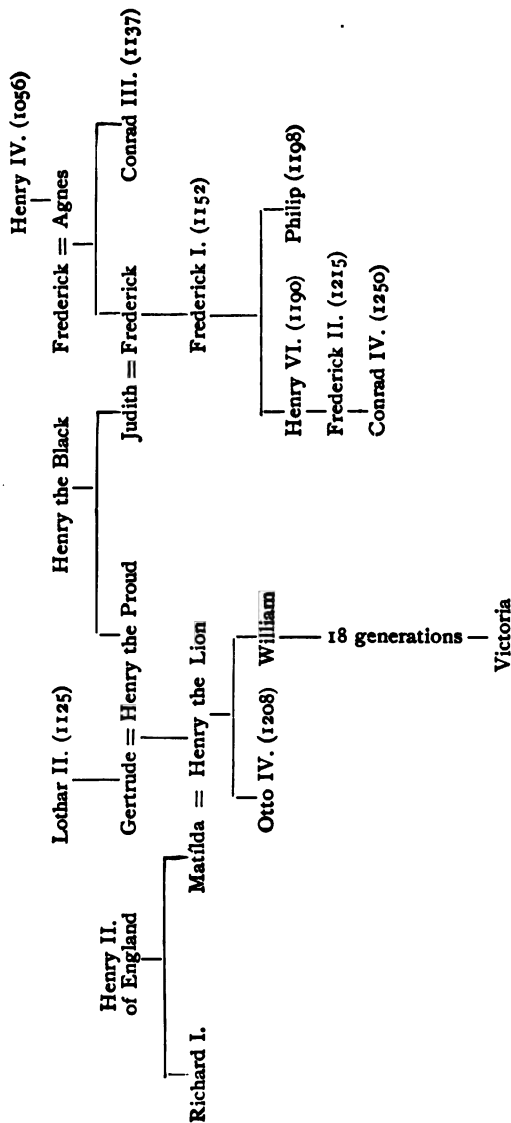 Henry IV. (1056)
Lothar II. (1125)
Henry the Black
Frederick = Agnes
Henry II.
of England
Gertrude = Henry the Proud
Judith = Frederick
Conrad III. (1137)
Richard I.
Matilda = Henry the Lion
Frederick I. (1152)
Otto IV. (1208)
William
Henry VI. (1190)
Philip (1198)
18 generations
Frederick II. (1215)
Conrad IV. (1250)
Victoria